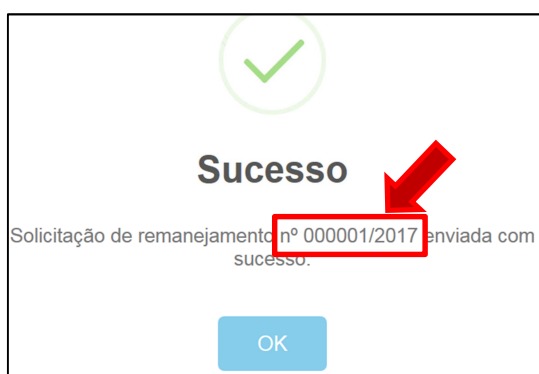 Sucesso
Solicitação de remanejamento nº 000001/2017 enviada com
sucesso.
OK